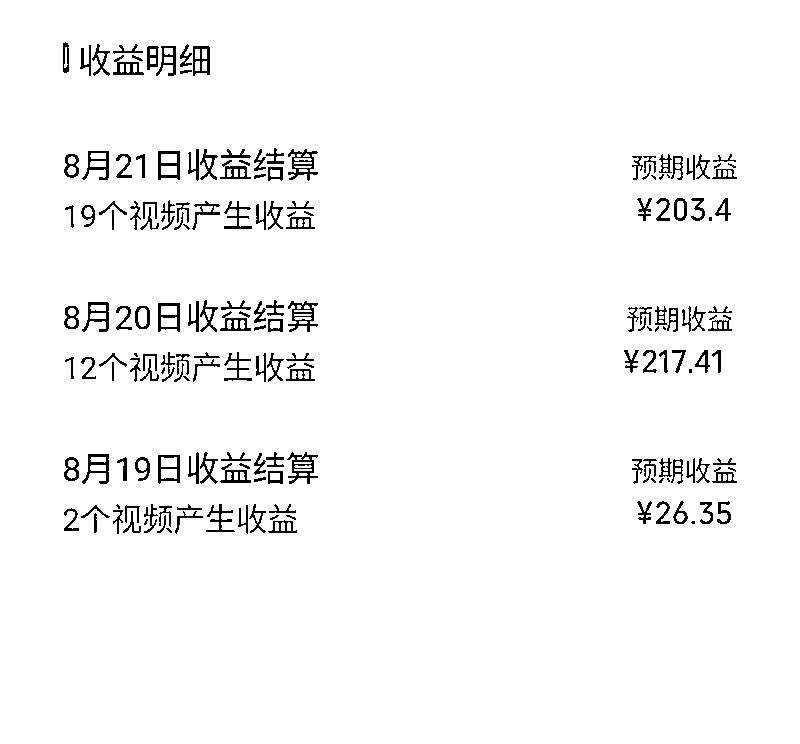 收益明细
8月21日收益结算
预期收益
19个视频产生收益
¥203.4
8月20日收益结算
预期收益
12个视频产生收益
¥217.41
8月19日收益结算
预期收益
2个视频产生收益
¥26.35